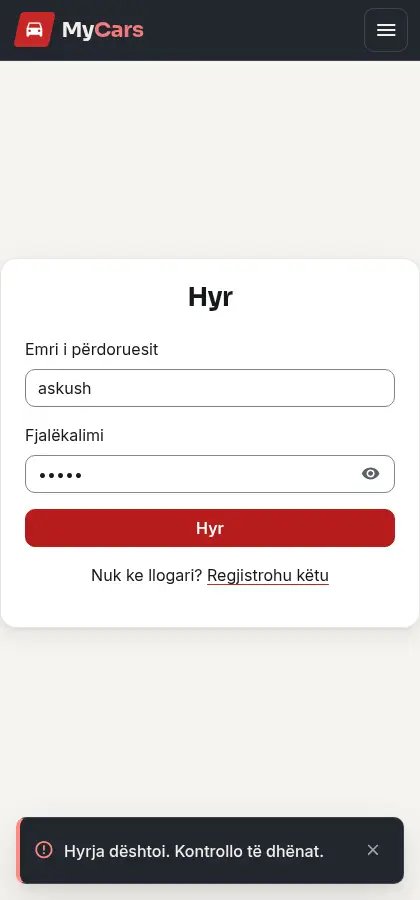 MyCars
Hyr
Emri i përdoruesit
askush
Fjalëkalimi
•••••
Hyr
Nuk ke llogari? Regjistrohu këtu
Hyrja dështoi. Kontrollo të dhënat.